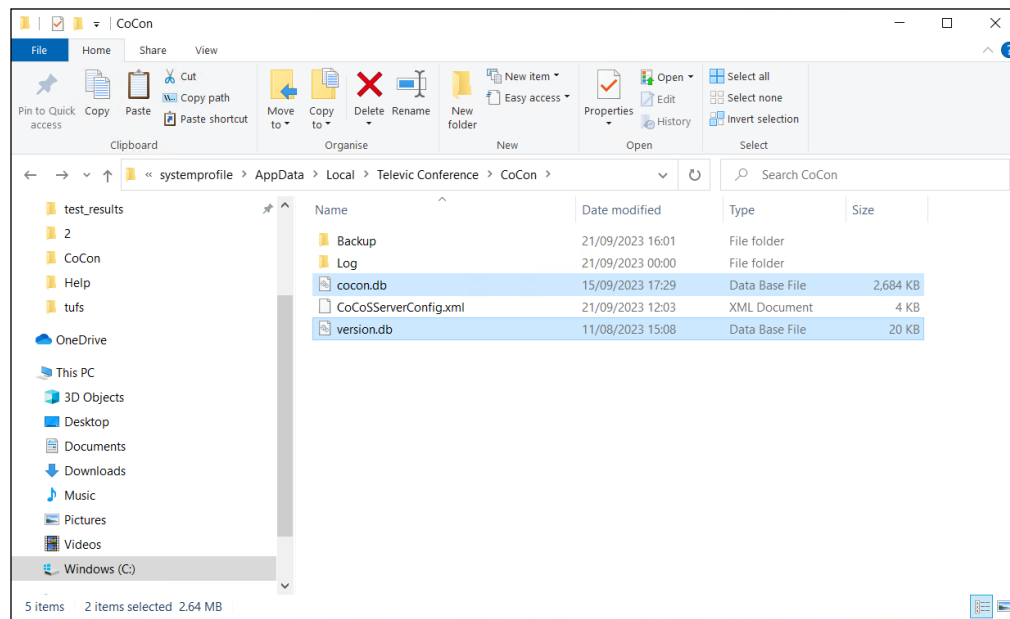 CoCon
File Home Share View
Pin to Quick access
Copy
Paste
Cut
Copy path
Paste shortcut
Clipboard
Move to
Copy to
Delete
Rename
Organise
New folder
New item
Easy access
New
Properties
Open
Edit
History
Open
Select all
Select none
Invert selection
Select
« systemprofile > AppData > Local > Televic Conference > CoCon >
Search CoCon
test_results
2
CoCon
Help
tufs
OneDrive
This PC
3D Objects
Desktop
Documents
Downloads
Music
Pictures
Videos
Windows (C:)
Name Date modified Type Size
Backup 21/09/2023 16:01 File folder
Log 21/09/2023 00:00 File folder
cocon.db 15/09/2023 17:29 Data Base File 2,684 KB
CoCoSServerConfig.xml 21/09/2023 12:03 XML Document 4 KB
version.db 11/08/2023 15:08 Data Base File 20 KB
5 items 2 items selected 2.64 MB